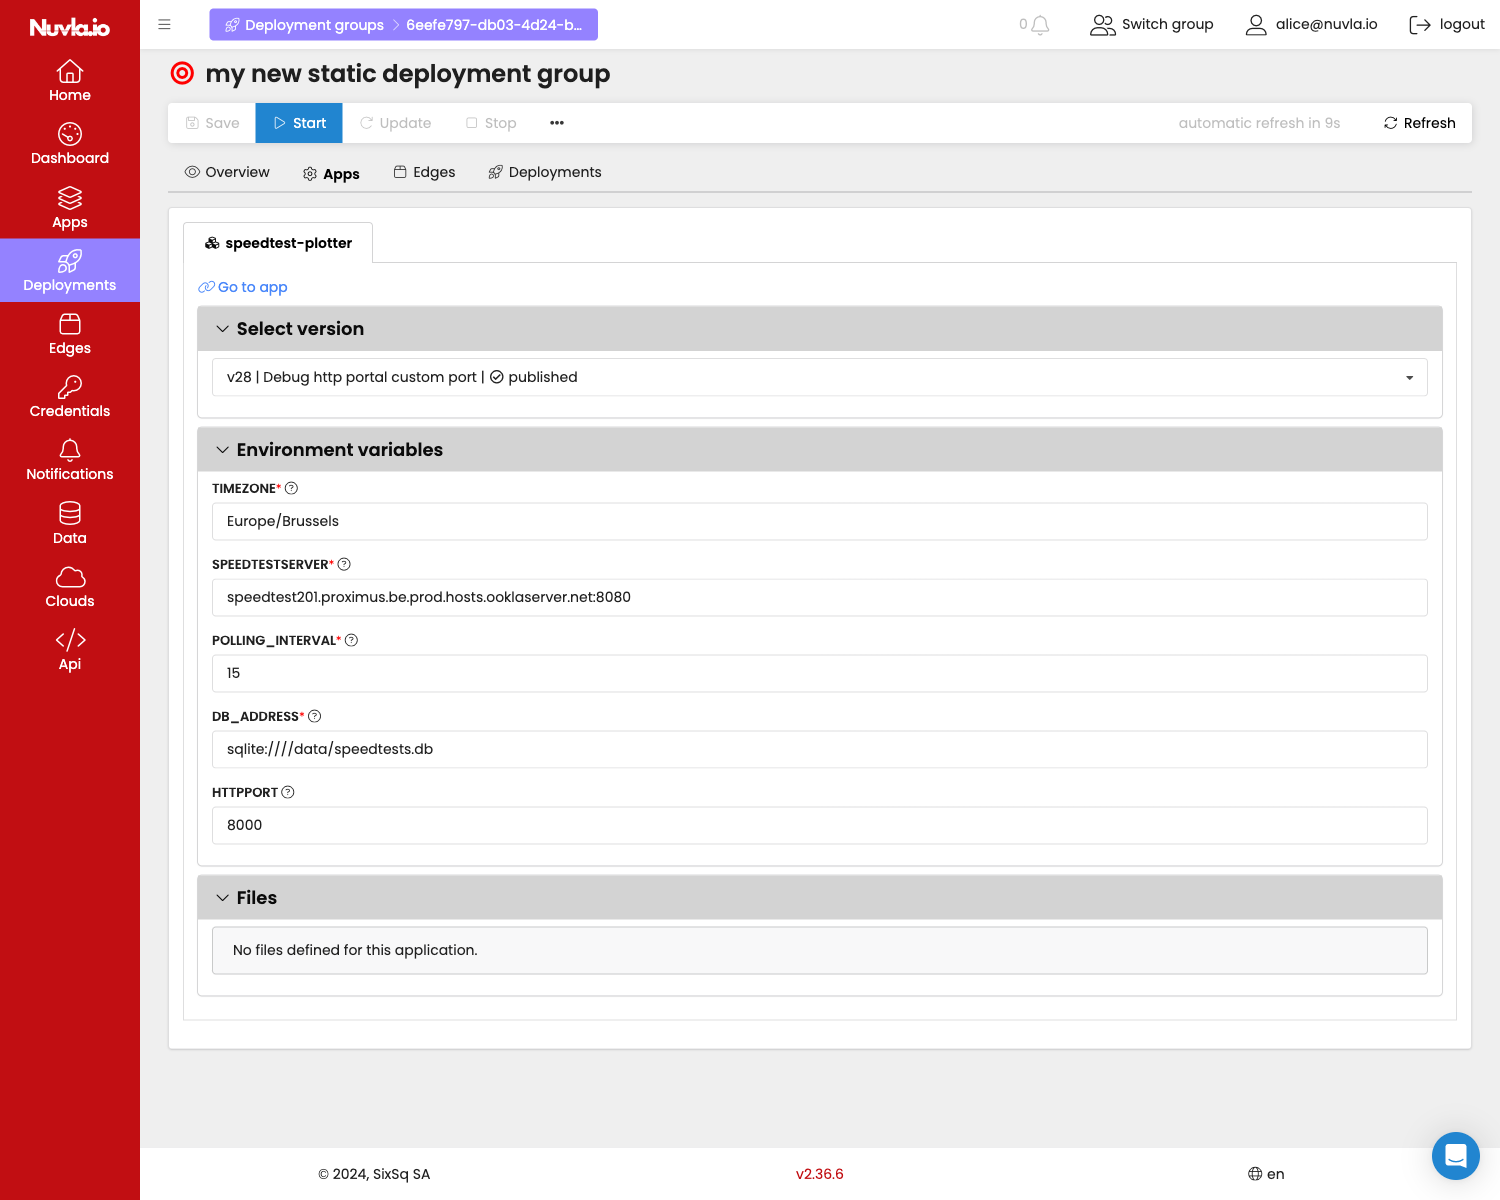 Nuvla.io
Deployment groups
6eefe797-db03-4d24-b...
0
Switch group
alice@nuvla.io
logout
Home
Dashboard
Apps
Deployments
Edges
Credentials
Notifications
Data
Clouds
Api
my new static deployment group
Save
Start
Update
Stop
•••
automatic refresh in 9s
Refresh
Overview
Apps
Edges
Deployments
speedtest-plotter
Go to app
Select version
v28 | Debug http portal custom port | published
Environment variables
TIMEZONE*
Europe/Brussels
SPEEDTESTSERVER*
speedtest201.proximus.be.prod.hosts.ooklaserver.net:8080
POLLING_INTERVAL*
15
DB_ADDRESS*
sqlite:////data/speedtests.db
HTTPPORT
8000
Files
No files defined for this application.
© 2024, SixSq SA
v2.36.6
en